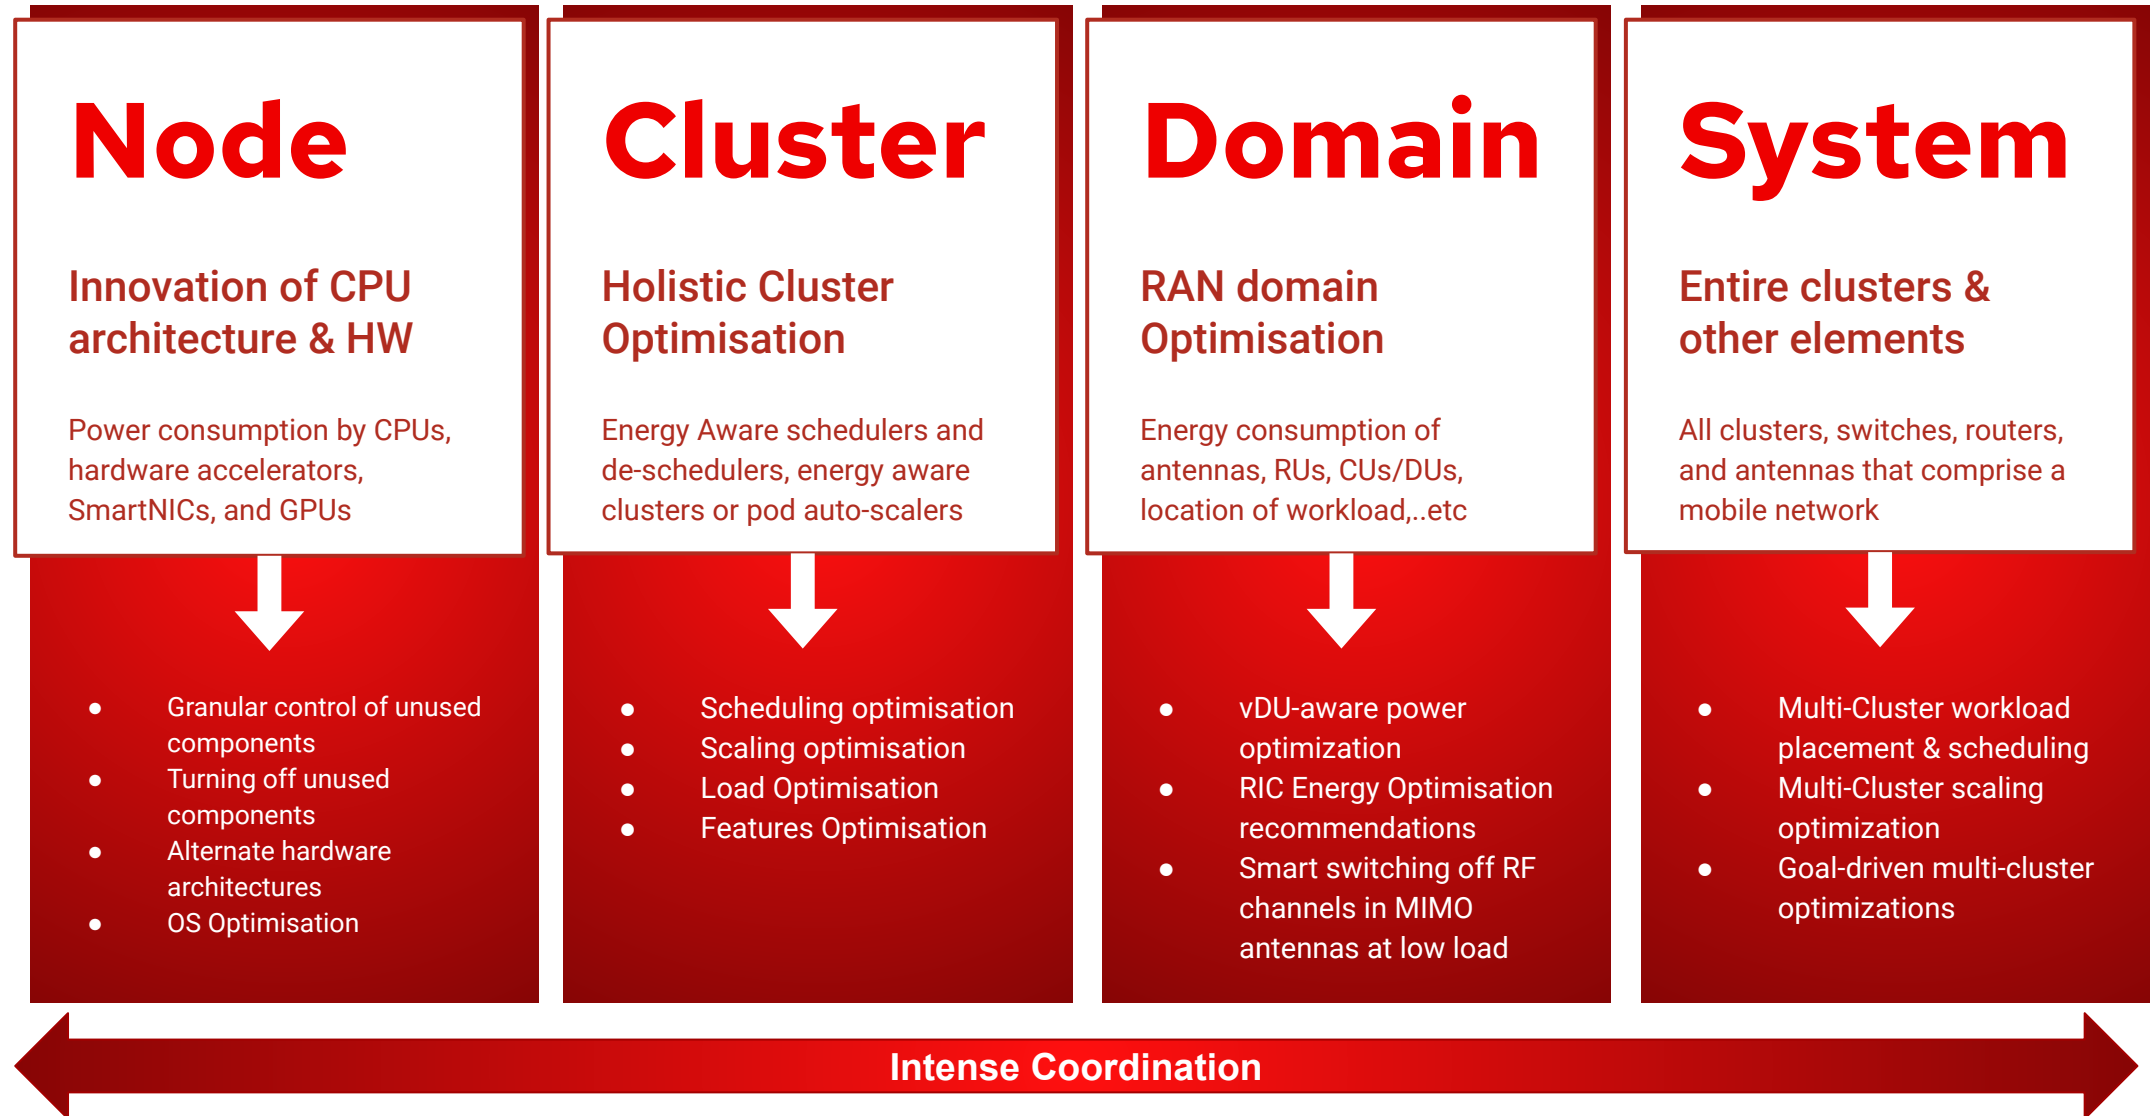 Node
Innovation of CPU
architecture & HW
Power consumption by CPUs,
hardware accelerators,
SmartNICs, and GPUs
● Granular control of unused
components
● Turning off unused
components
● Alternate hardware
architectures
● OS Optimisation
Cluster
Holistic Cluster
Optimisation
Energy Aware schedulers and
de-schedulers, energy aware
clusters or pod auto-scalers
● Scheduling optimisation
● Scaling optimisation
● Load Optimisation
● Features Optimisation
Domain
RAN domain
Optimisation
Energy consumption of
antennas, RUs, CUs/DUs,
location of workload,..etc
● vDU-aware power
optimization
● RIC Energy Optimisation
recommendations
● Smart switching off RF
channels in MIMO
antennas at low load
System
Entire clusters &
other elements
All clusters, switches, routers,
and antennas that comprise a
mobile network
● Multi-Cluster workload
placement & scheduling
● Multi-Cluster scaling
optimization
● Goal-driven multi-cluster
optimizations
Intense Coordination